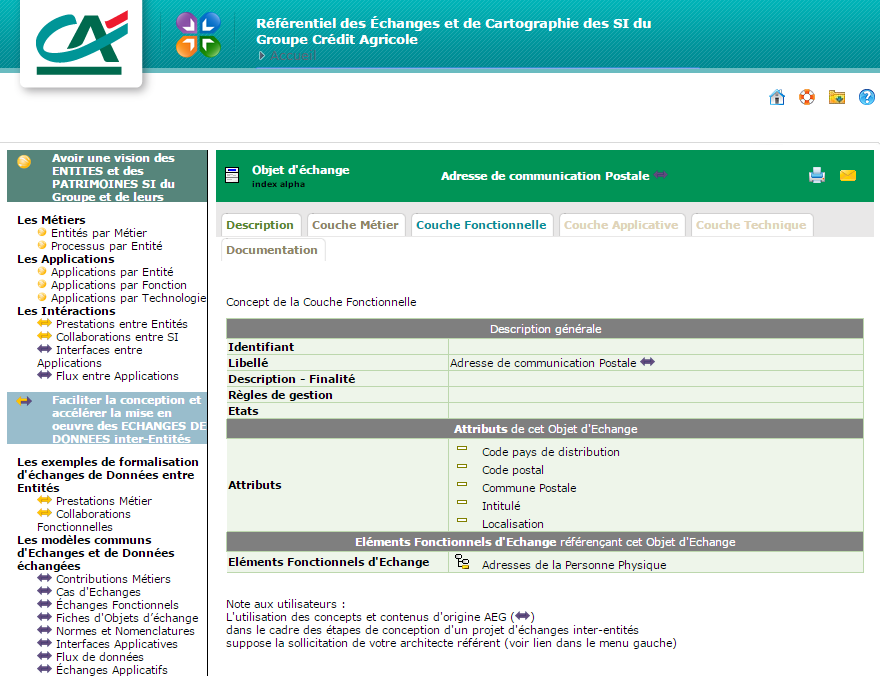 Référentiel des Échanges et de Cartographie des SI du
Groupe Crédit Agricole
Accueil
Avoir une vision des
ENTITES et des
PATRIMOINES SI du
Groupe et de leurs
Les Métiers
Entités par Métier
Processus par Entité
Les Applications
Applications par Entité
Applications par Fonction
Applications par Technologie
Les Intéractions
Prestations entre Entités
Collaborations entre SI
Interfaces entre
Applications
Flux entre Applications
Faciliter la conception et
accélérer la mise en
oeuvre des ECHANGES DE
DONNEES inter-Entités
Les exemples de formalisation
d'échanges de Données entre
Entités
Prestations Métier
Collaborations
Fonctionnelles
Les modèles communs
d'Echanges et de Données
échangées
Contributions Métiers
Cas d'Echanges
Échanges Fonctionnels
Fiches d'Objets d'échange
Normes et Nomenclatures
Interfaces Applicatives
Flux de données
Échanges Applicatifs
Objet d'échange
index alpha
Adresse de communication Postale
Description Couche Métier Couche Fonctionnelle Couche Applicative Couche Technique
Documentation
Concept de la Couche Fonctionnelle
Description générale
Identifiant
Libellé Adresse de communication Postale
Description - Finalité
Règles de gestion
Etats
Attributs de cet Objet d'Echange
Attributs
Code pays de distribution
Code postal
Commune Postale
Intitulé
Localisation
Eléments Fonctionnels d'Echange référençant cet Objet d'Echange
Eléments Fonctionnels d'Echange Adresses de la Personne Physique
Note aux utilisateurs :
L'utilisation des concepts et contenus d'origine AEG ( )
dans le cadre des étapes de conception d'un projet d'échanges inter-entités
suppose la sollicitation de votre architecte référent (voir lien dans le menu gauche)